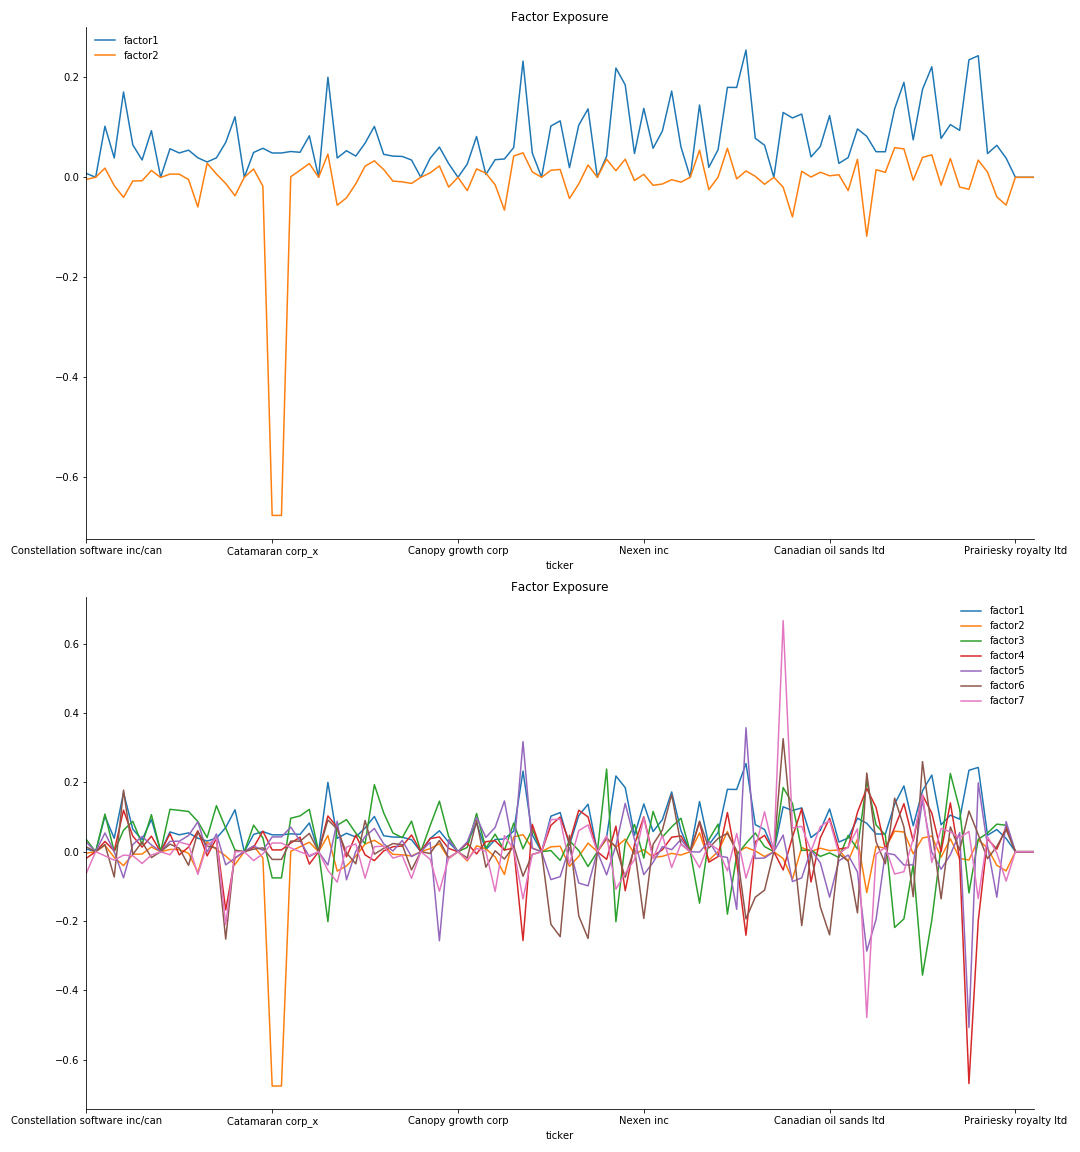 Factor Exposure
factor1
factor2
0.2
0.0
−0.2
−0.4
−0.6
Constellation software inc/can Catamaran corp_x Canopy growth corp Nexen inc Canadian oil sands ltd Prairiesky royalty ltd
ticker
Factor Exposure
factor1
factor2
factor3
factor4
factor5
factor6
factor7
0.6
0.4
0.2
0.0
−0.2
−0.4
−0.6
Constellation software inc/can Catamaran corp_x Canopy growth corp Nexen inc Canadian oil sands ltd Prairiesky royalty ltd
ticker